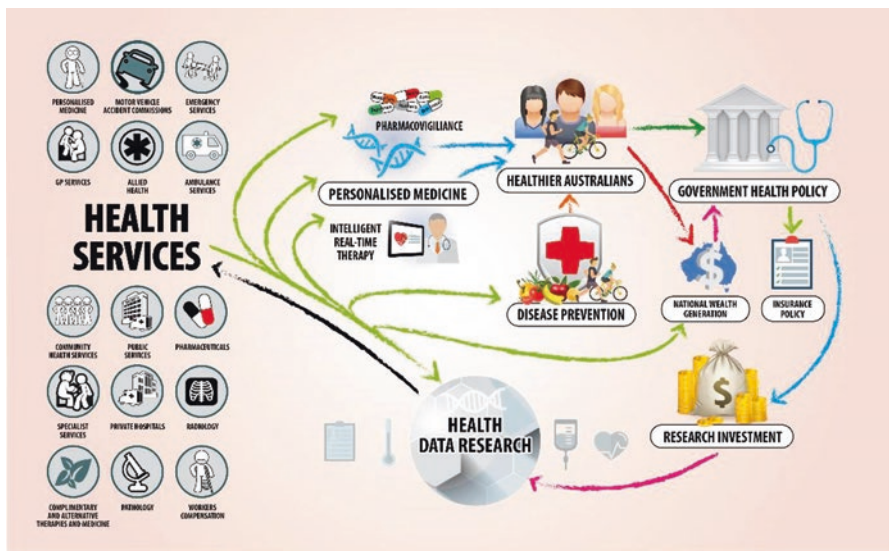 PERSONALISED
MEDICINE
MOTOR VEHICLE
ACCIDENT COMMISSIONS
EMERGENCY
SERVICES
GP SERVICES
ALLIED
HEALTH
AMBULANCE
SERVICES
HEALTH
SERVICES
COMMUNITY
HEALTH SERVICES
PUBLIC
SERVICES
PHARMACEUTICALS
SPECIALIST
SERVICES
PRIVATE HOSPITALS
RADIOLOGY
COMPLIMENTARY
AND ALTERNATIVE
THERAPIES AND MEDICINE
PATHOLOGY
WORKERS
COMPENSATION
PHARMACOVIGILIANCE
PERSONALISED MEDICINE
INTELLIGENT
REAL-TIME
THERAPY
HEALTHIER AUSTRALIANS
DISEASE PREVENTION
GOVERNMENT HEALTH POLICY
$
NATIONAL WEALTH
GENERATION
INSURANCE
POLICY
$
RESEARCH INVESTMENT
HEALTH
DATA RESEARCH